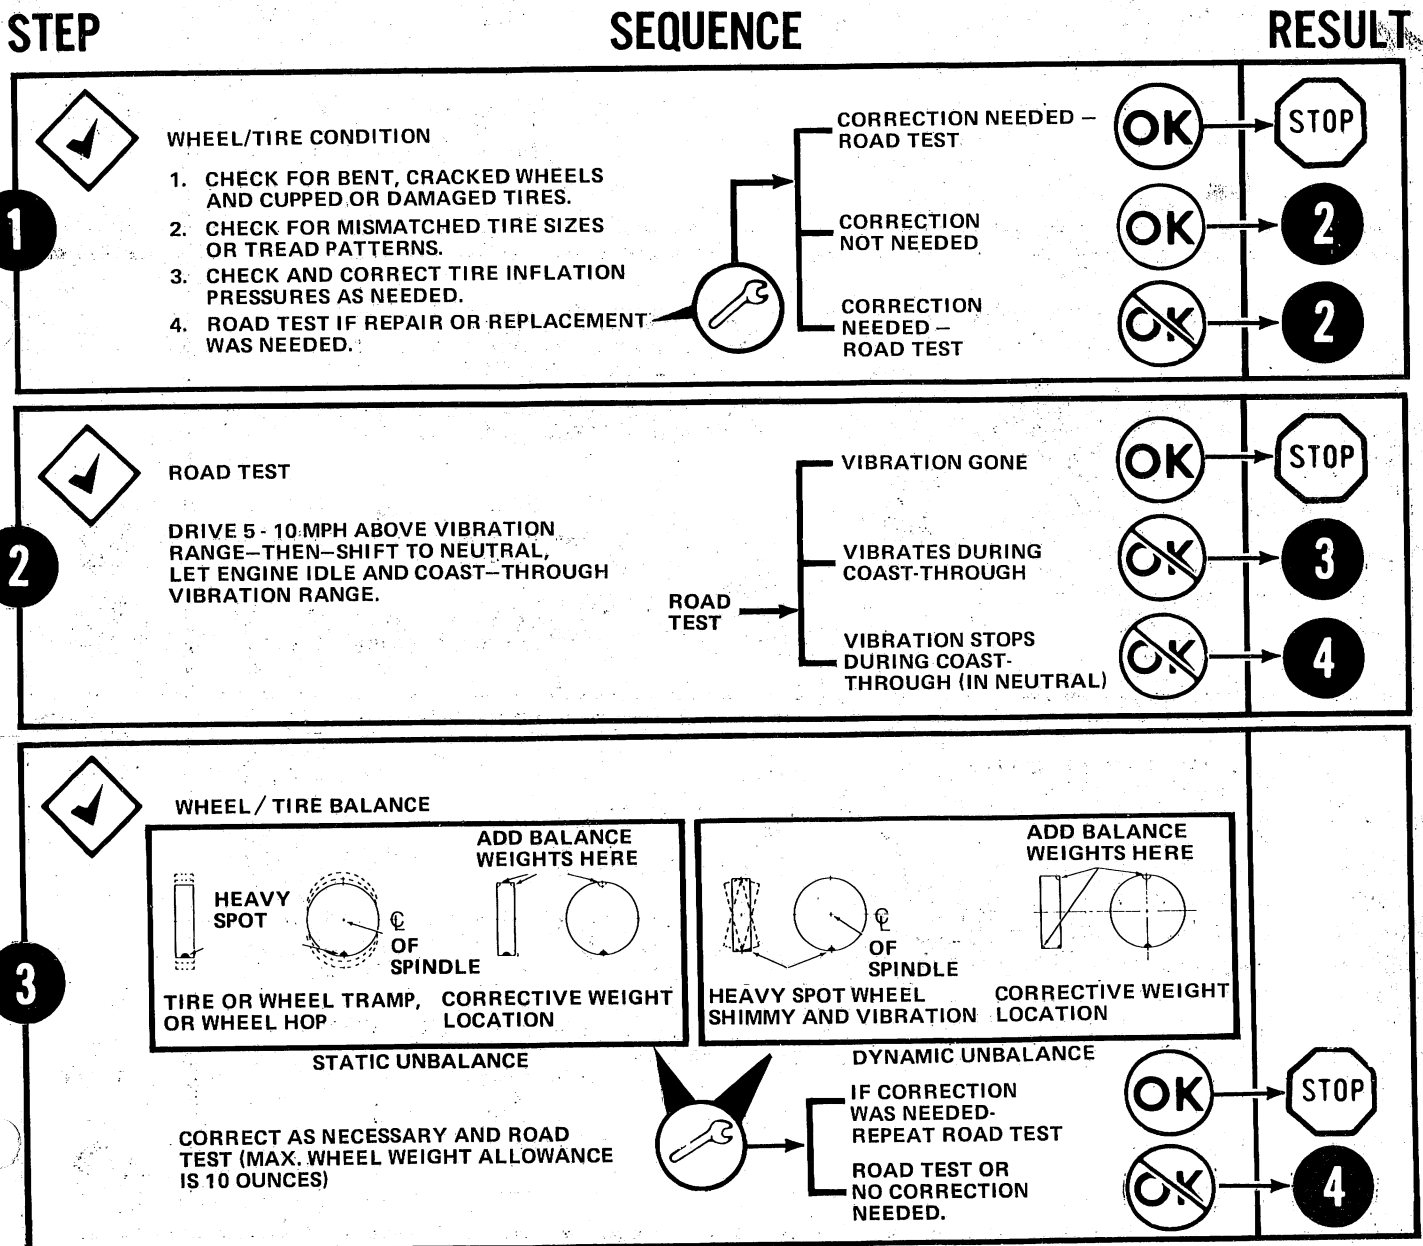 STEP
SEQUENCE
RESULT
1
WHEEL/TIRE CONDITION
1. CHECK FOR BENT, CRACKED WHEELS
AND CUPPED OR DAMAGED TIRES.
2. CHECK FOR MISMATCHED TIRE SIZES
OR TREAD PATTERNS.
3. CHECK AND CORRECT TIRE INFLATION
PRESSURES AS NEEDED.
4. ROAD TEST IF REPAIR OR REPLACEMENT
WAS NEEDED.
CORRECTION NEEDED –
ROAD TEST
OK
STOP
CORRECTION
NOT NEEDED
OK
2
CORRECTION
NEEDED –
ROAD TEST
OK
2
2
ROAD TEST
DRIVE 5 - 10 MPH ABOVE VIBRATION
RANGE–THEN–SHIFT TO NEUTRAL,
LET ENGINE IDLE AND COAST–THROUGH
VIBRATION RANGE.
ROAD
TEST
VIBRATION GONE
OK
STOP
VIBRATES DURING
COAST-THROUGH
OK
3
VIBRATION STOPS
DURING COAST-
THROUGH (IN NEUTRAL)
OK
4
3
WHEEL / TIRE BALANCE
HEAVY
SPOT
℄
OF
SPINDLE
ADD BALANCE
WEIGHTS HERE
TIRE OR WHEEL TRAMP,
OR WHEEL HOP
CORRECTIVE WEIGHT
LOCATION
STATIC UNBALANCE
℄
OF
SPINDLE
ADD BALANCE
WEIGHTS HERE
HEAVY SPOT WHEEL
SHIMMY AND VIBRATION
CORRECTIVE WEIGHT
LOCATION
DYNAMIC UNBALANCE
CORRECT AS NECESSARY AND ROAD
TEST (MAX. WHEEL WEIGHT ALLOWANCE
IS 10 OUNCES)
IF CORRECTION
WAS NEEDED-
REPEAT ROAD TEST
OK
STOP
ROAD TEST OR
NO CORRECTION
NEEDED.
OK
4